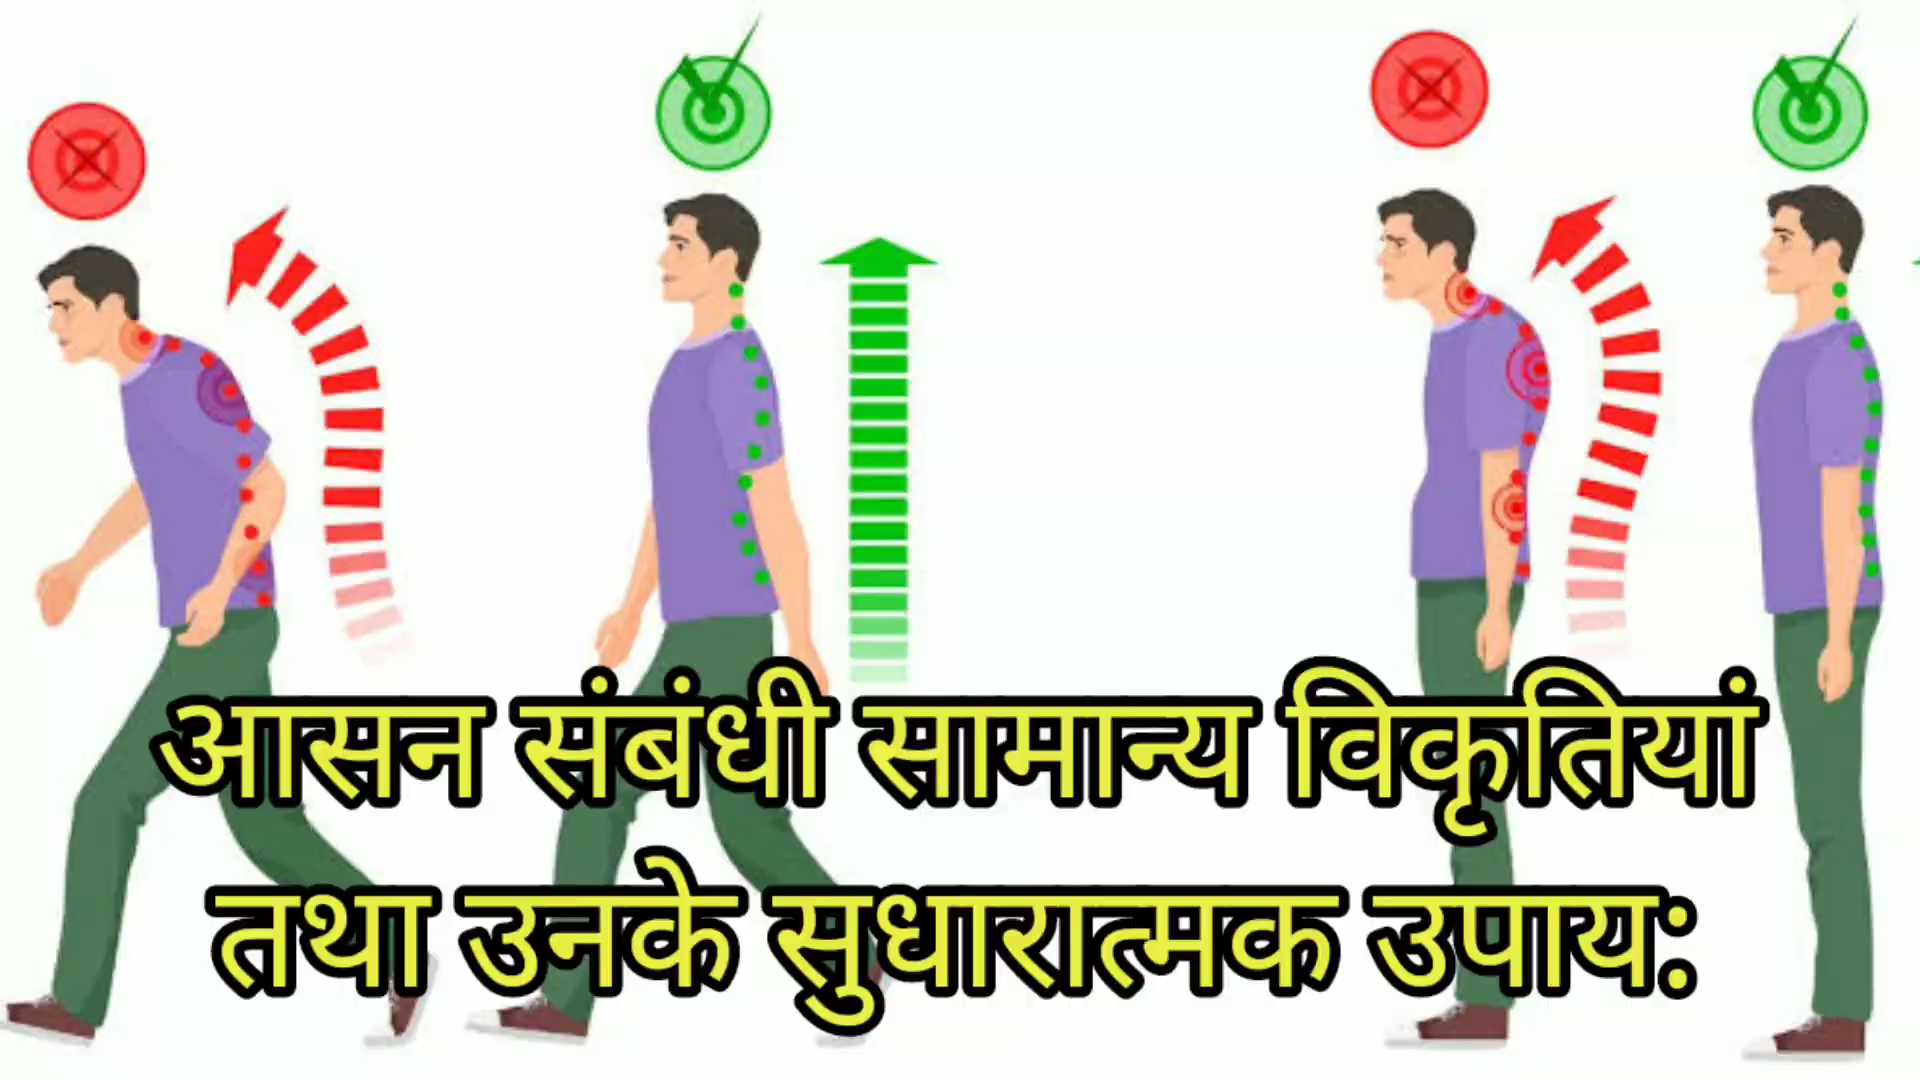 आसन संबंधी सामान्य विकृतियां
तथा उनके सुधारात्मक उपाय: